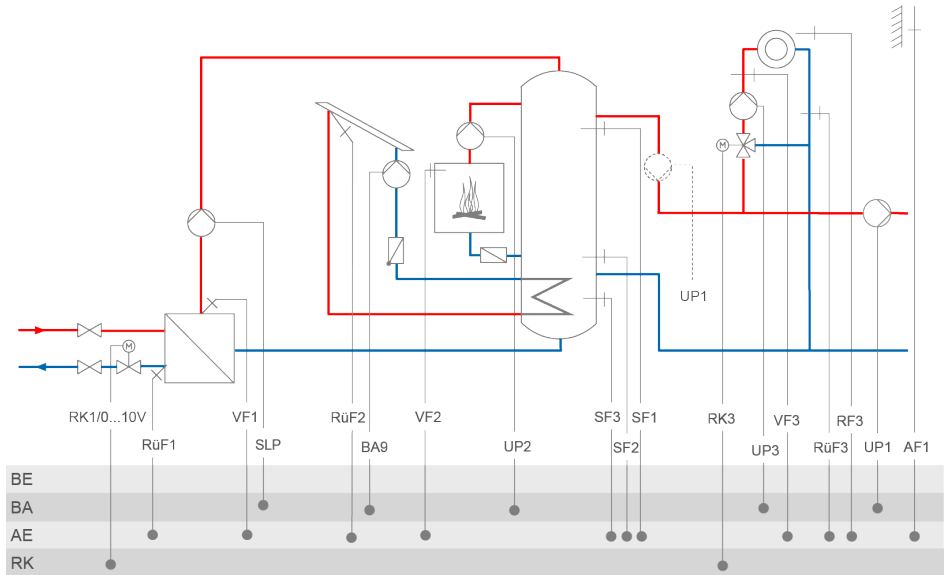 M
UP1
M
RK1/0...10V
VF1
RüF2
VF2
SF3
SF1
RK3
VF3
RF3
RüF1
SLP
BA9
UP2
SF2
UP3
RüF3
UP1
AF1
BE
BA
AE
RK